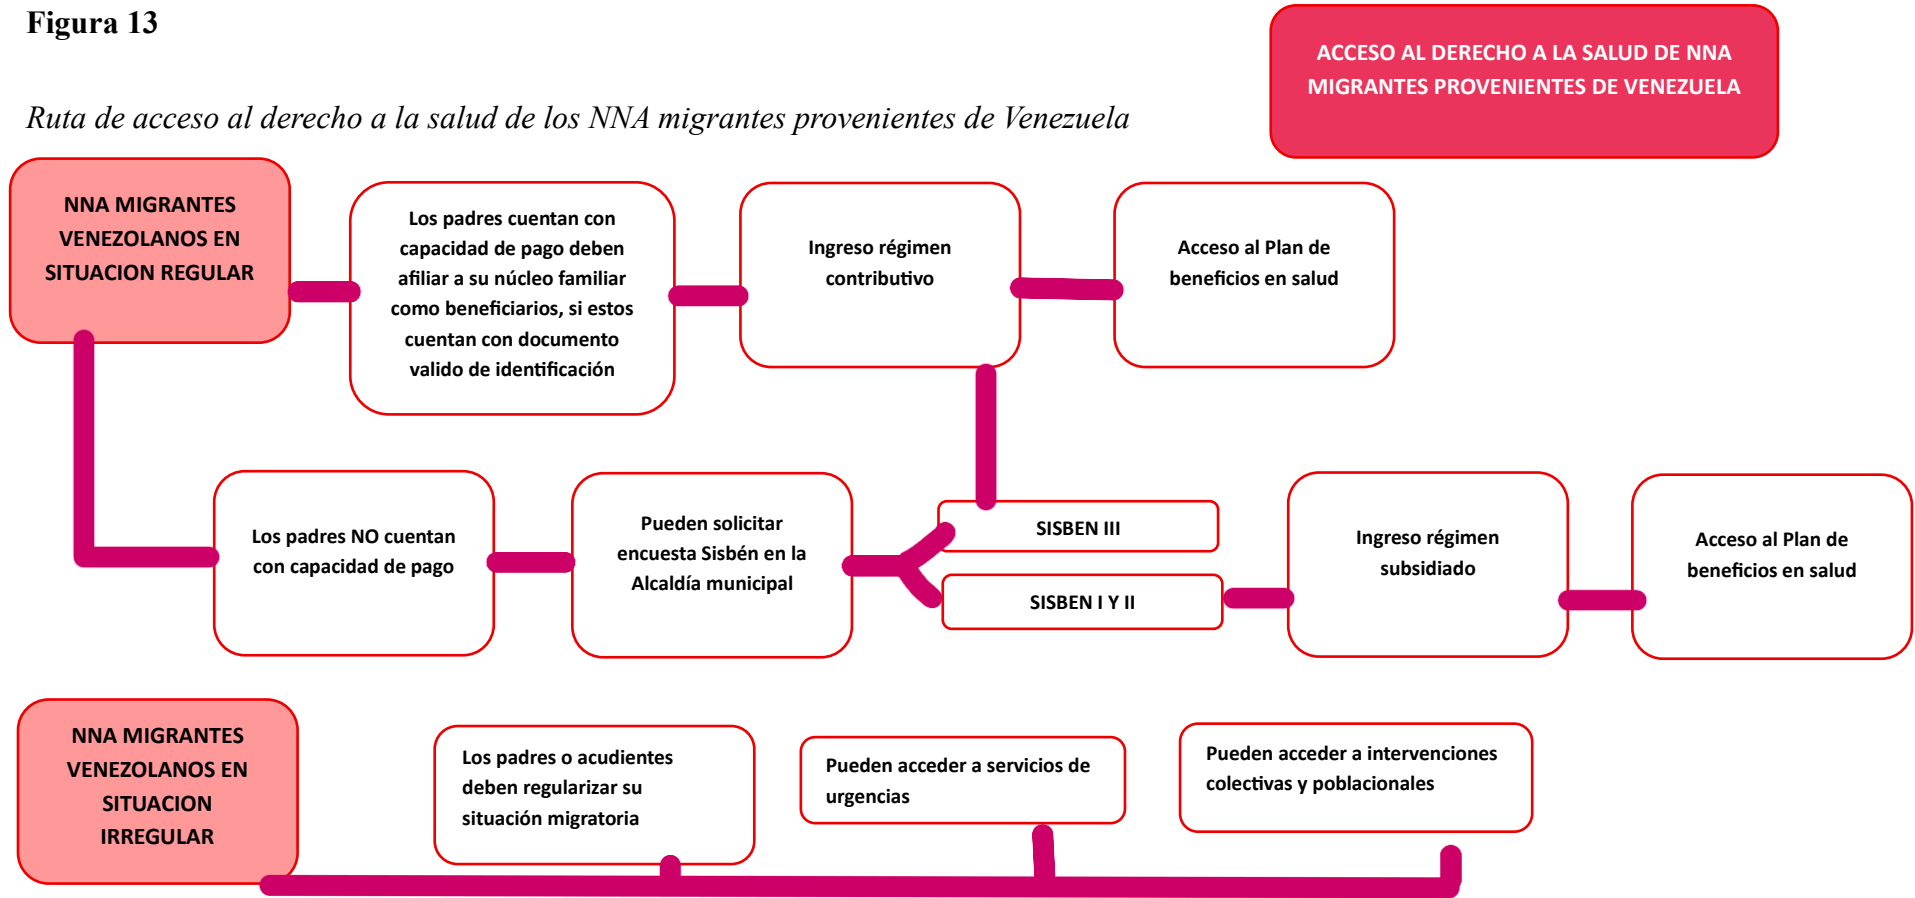 Figura 13
ACCESO AL DERECHO A LA SALUD DE NNA
MIGRANTES PROVENIENTES DE VENEZUELA
Ruta de acceso al derecho a la salud de los NNA migrantes provenientes de Venezuela
NNA MIGRANTES
VENEZOLANOS EN
SITUACION REGULAR
Los padres cuentan con
capacidad de pago deben
afiliar a su núcleo familiar
como beneficiarios, si estos
cuentan con documento
valido de identificación
Ingreso régimen
contributivo
Acceso al Plan de
beneficios en salud
Los padres NO cuentan
con capacidad de pago
Pueden solicitar
encuesta Sisbén en la
Alcaldía municipal
SISBEN III
SISBEN I Y II
Ingreso régimen
subsidiado
Acceso al Plan de
beneficios en salud
NNA MIGRANTES
VENEZOLANOS EN
SITUACION
IRREGULAR
Los padres o acudientes
deben regularizar su
situación migratoria
Pueden acceder a servicios de
urgencias
Pueden acceder a intervenciones
colectivas y poblacionales